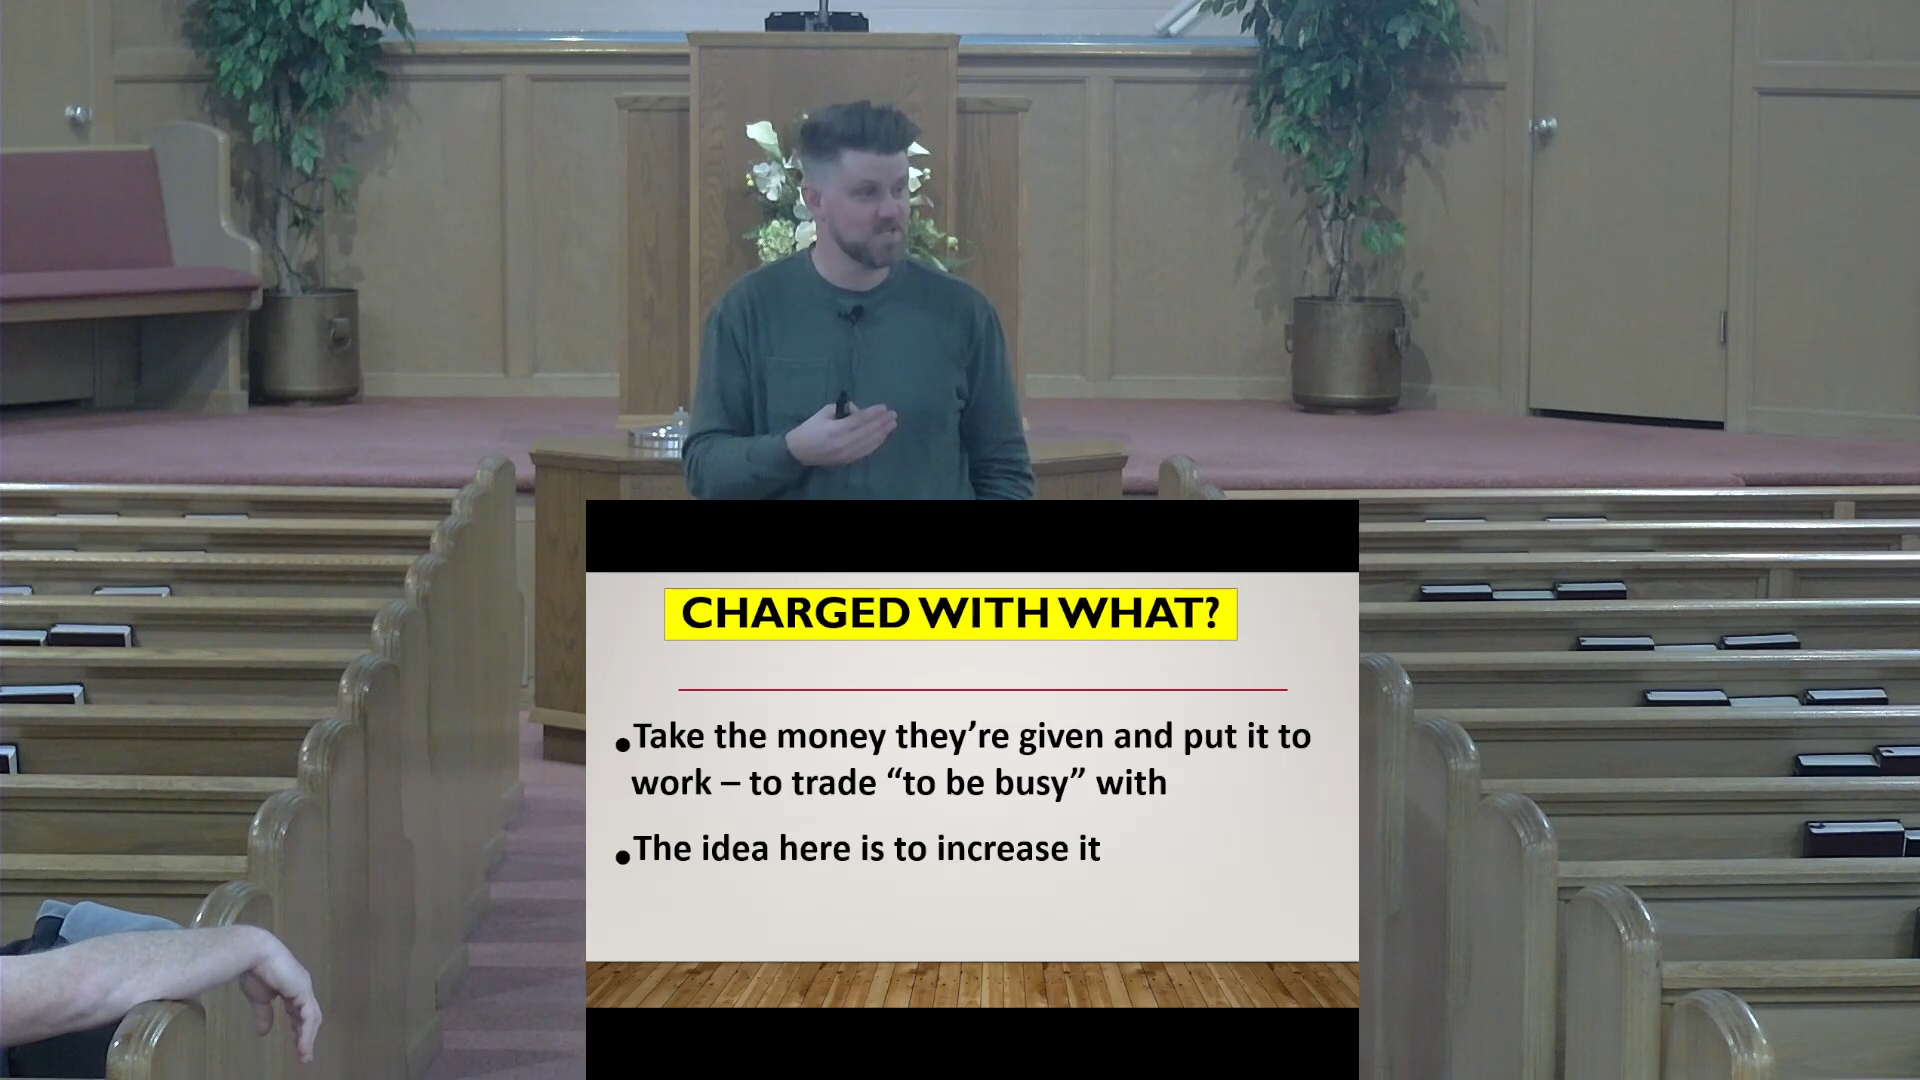 CHARGED WITH WHAT?
•Take the money they’re given and put it to
work – to trade “to be busy” with
•The idea here is to increase it